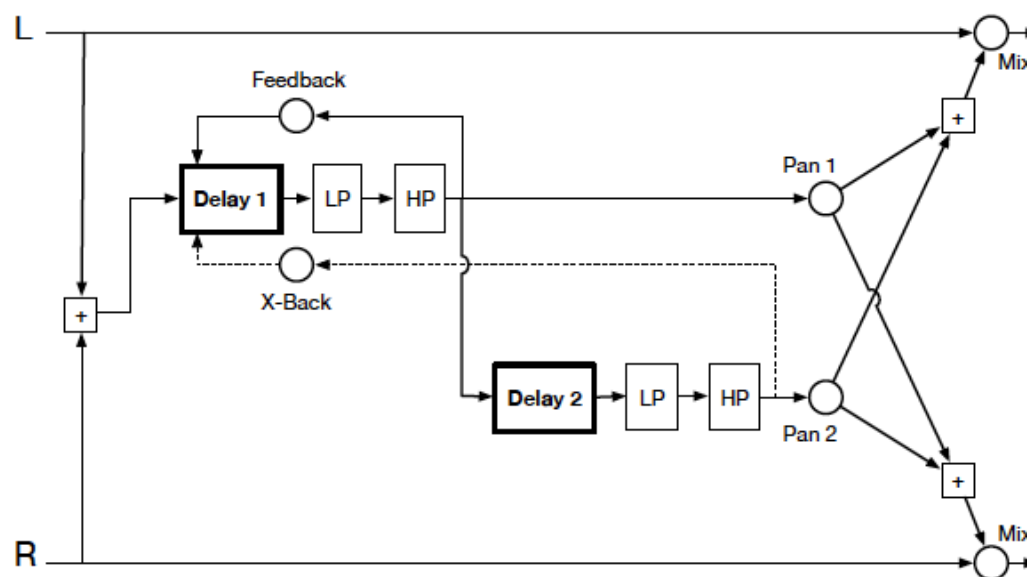 L
Mix
Feedback
+
Pan 1
Delay 1
LP
HP
X-Back
+
Delay 2
LP
HP
Pan 2
+
R
Mix